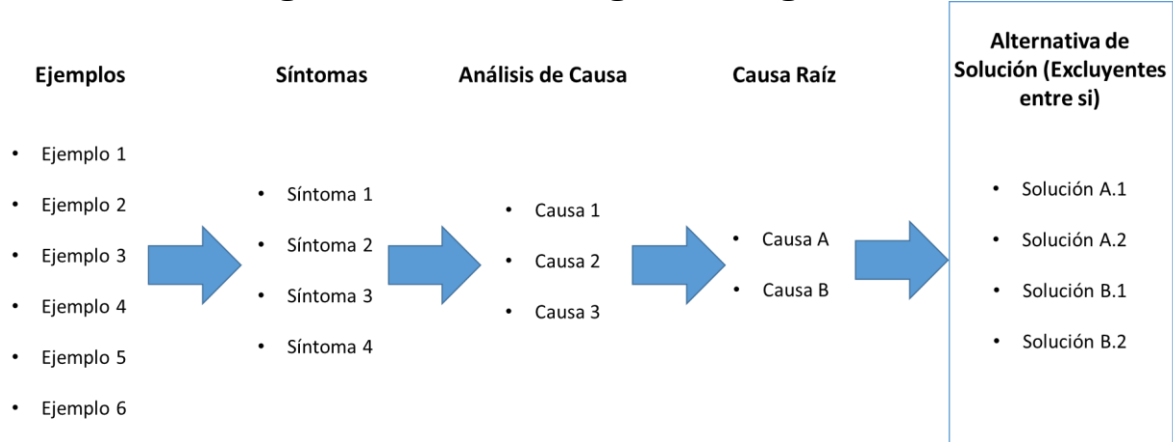 Ejemplos
• Ejemplo 1
• Ejemplo 2
• Ejemplo 3
• Ejemplo 4
• Ejemplo 5
• Ejemplo 6
Síntomas
• Síntoma 1
• Síntoma 2
• Síntoma 3
• Síntoma 4
Análisis de Causa
• Causa 1
• Causa 2
• Causa 3
Causa Raíz
• Causa A
• Causa B
Alternativa de
Solución (Excluyentes
entre si)
• Solución A.1
• Solución A.2
• Solución B.1
• Solución B.2